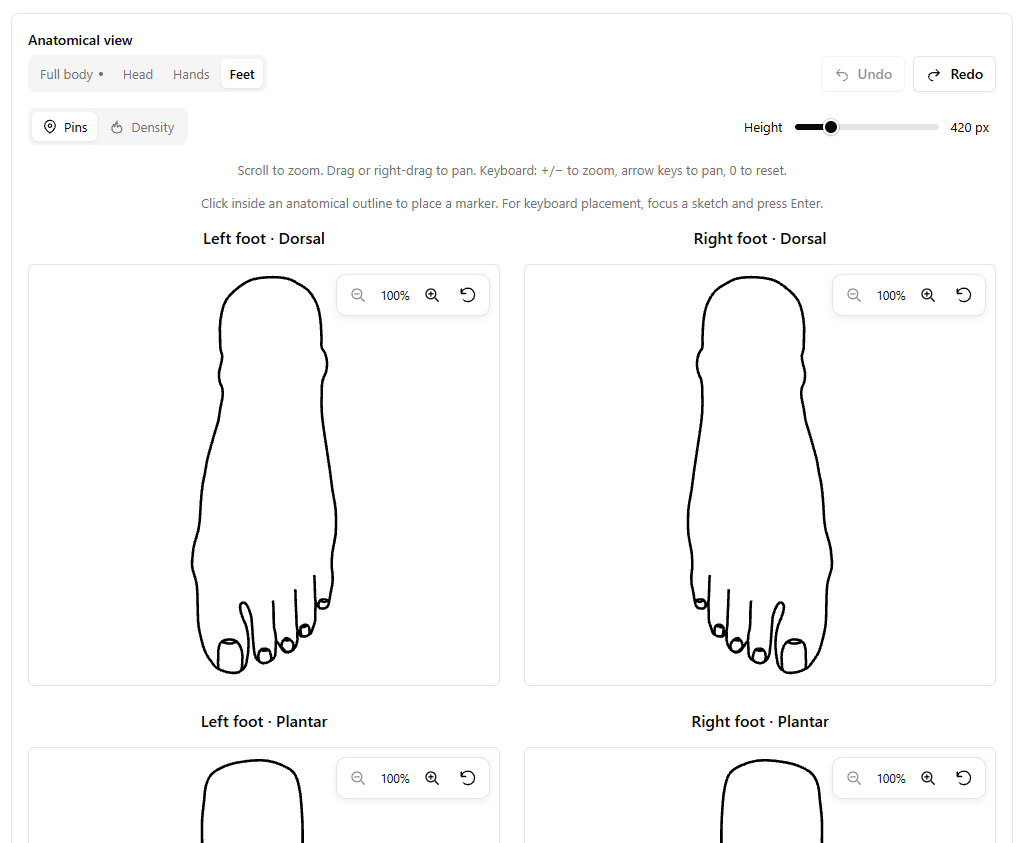 Anatomical view
Full body • Head Hands Feet
Undo Redo
Pins Density
Height 420 px
Scroll to zoom. Drag or right-drag to pan. Keyboard: +/− to zoom, arrow keys to pan, 0 to reset.
Click inside an anatomical outline to place a marker. For keyboard placement, focus a sketch and press Enter.
Left foot · Dorsal
Right foot · Dorsal
100%
100%
Left foot · Plantar
Right foot · Plantar
100%
100%